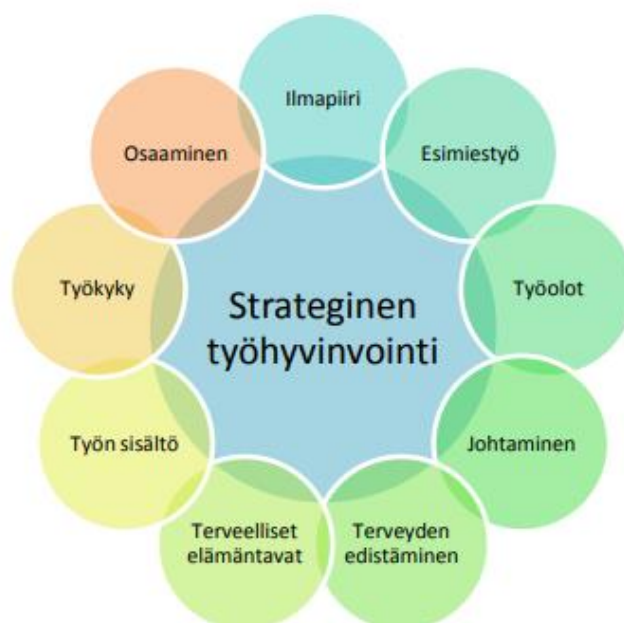 Ilmapiiri
Esimiestyö
Työolot
Johtaminen
Terveyden
edistäminen
Terveelliset
elämäntavat
Työn sisältö
Työkyky
Osaaminen
Strateginen
työhyvinvointi